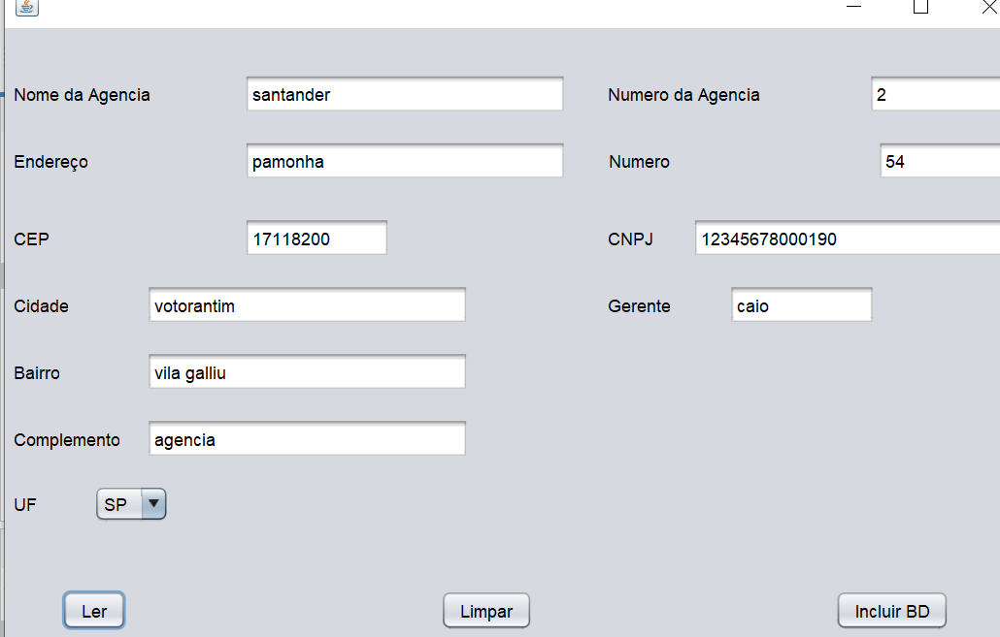 Nome da Agencia santander Numero da Agencia 2
Endereço pamonha Numero 54
CEP 17118200 CNPJ 12345678000190
Cidade votorantim Gerente caio
Bairro vila galliu
Complemento agencia
UF SP
Ler Limpar Incluir BD